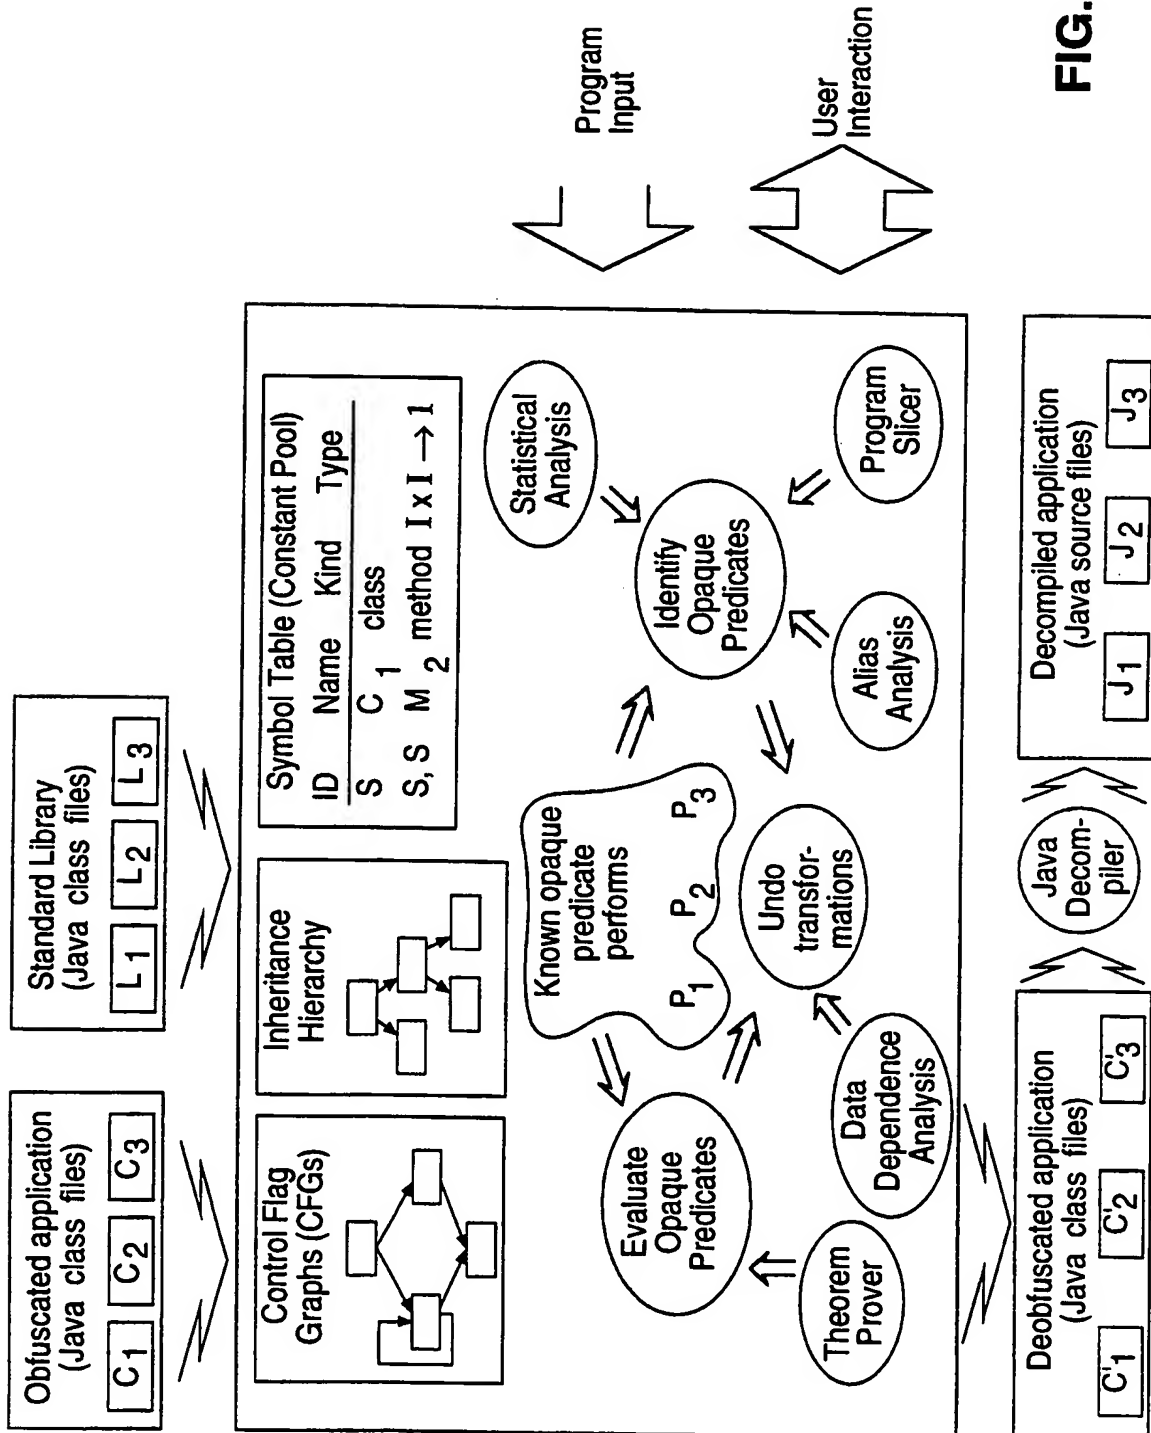 Obfuscated application
(Java class files)
C1 C2 C3
Standard Library
(Java class files)
L1 L2 L3
Control Flag
Graphs (CFGs)
Inheritance
Hierarchy
Symbol Table (Constant Pool)
ID Name Kind Type
S C1 class
S, S M2 method I x I → 1
Known opaque
predicate
performs
P1 P2 P3
Evaluate
Opaque
Predicates
Identify
Opaque
Predicates
Statistical
Analysis
Theorem
Prover
Data
Dependence
Analysis
Undo
transfor-
mations
Alias
Analysis
Program
Slicer
Program
Input
User
Interaction
Deobfuscated application
(Java class files)
C'1 C'2 C'3
Java
Decom-
piler
Decompiled application
(Java source files)
J1 J2 J3
FIG.